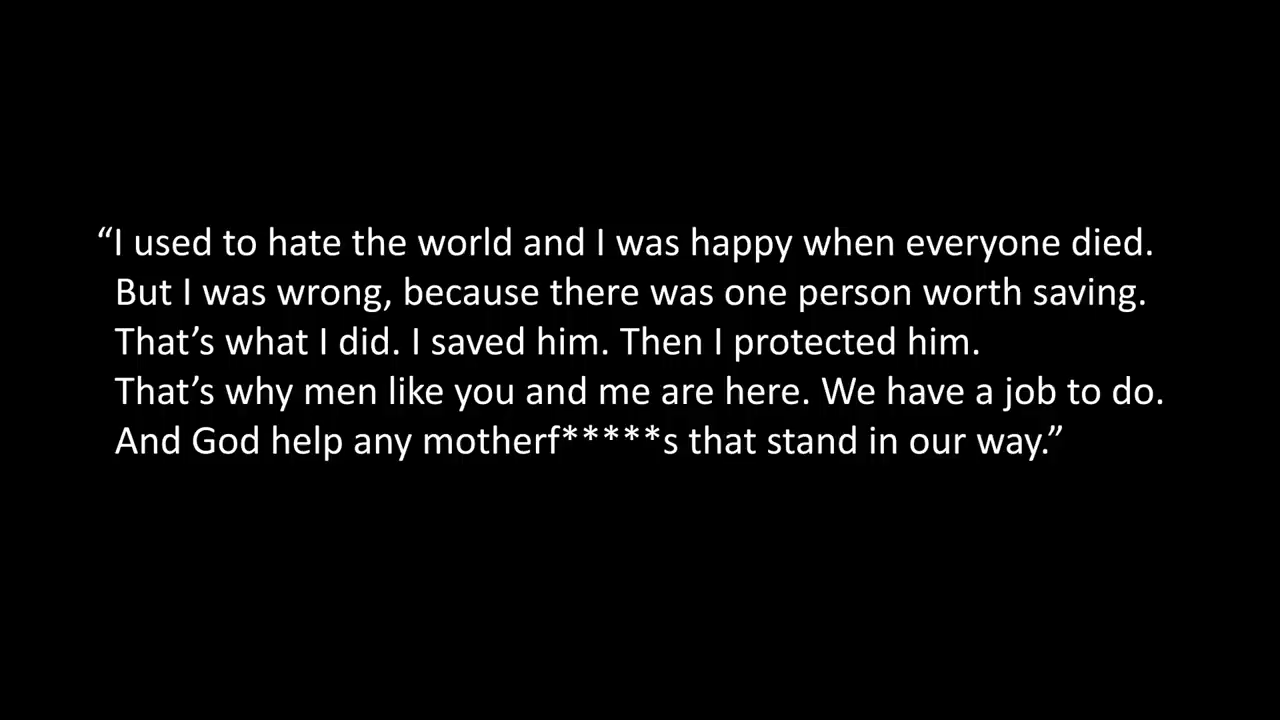 “I used to hate the world and I was happy when everyone died.
But I was wrong, because there was one person worth saving.
That’s what I did. I saved him. Then I protected him.
That’s why men like you and me are here. We have a job to do.
And God help any motherf*****s that stand in our way.”